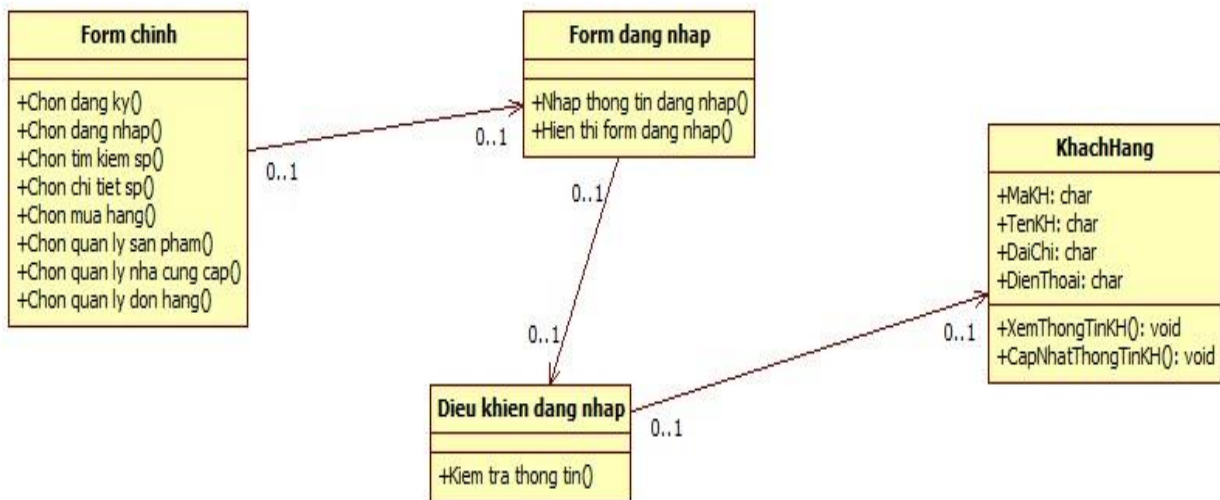 Form chinh
+Chon dang ky()
+Chon dang nhap()
+Chon tim kiem sp()
+Chon chi tiet sp()
+Chon mua hang()
+Chon quan ly san pham()
+Chon quan ly nha cung cap()
+Chon quan ly don hang()
0..1
0..1
Form dang nhap
+Nhap thong tin dang nhap()
+Hien thi form dang nhap()
0..1
0..1
Dieu khien dang nhap
+Kiem tra thong tin()
0..1
0..1
KhachHang
+MaKH: char
+TenKH: char
+DaiChi: char
+DienThoai: char
+XemThongTinKH(): void
+CapNhatThongTinKH(): void